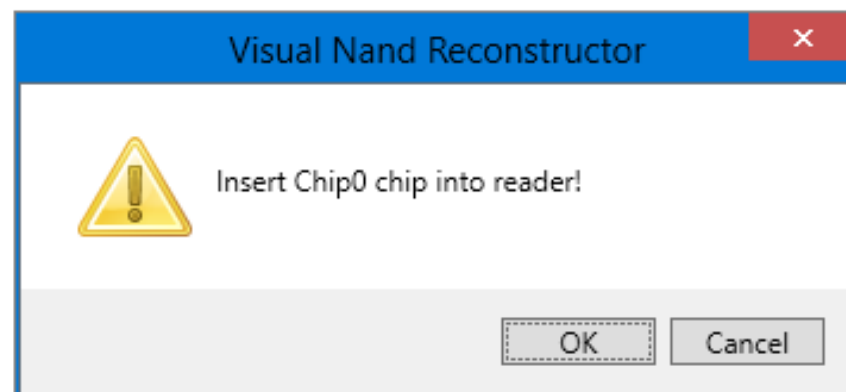 Visual Nand Reconstructor
Insert Chip0 chip into reader!
OK Cancel